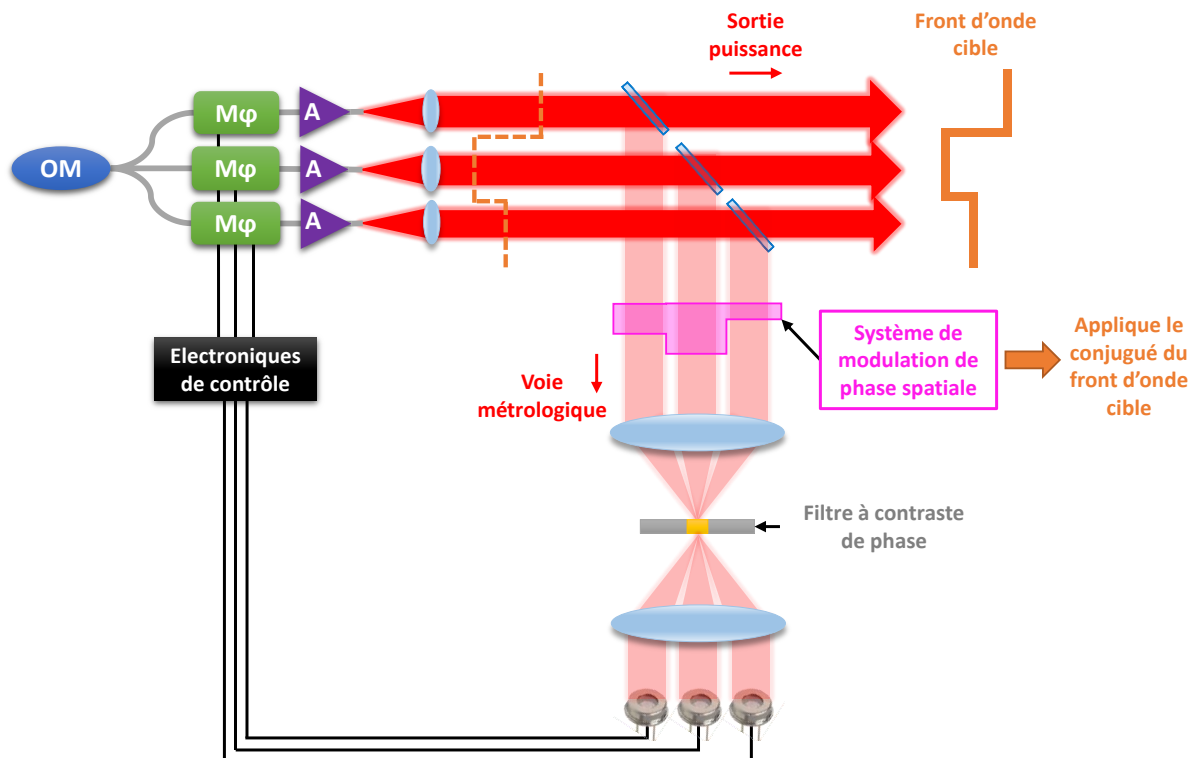 Sortie
puissance
Front d'onde
cible
Mφ
A
OM
Mφ
A
Mφ
A
Electroniques
de contrôle
Système de
modulation de
phase spatiale
Applique le
conjugué du
front d'onde
cible
Voie
métrologique
Filtre à contraste
de phase